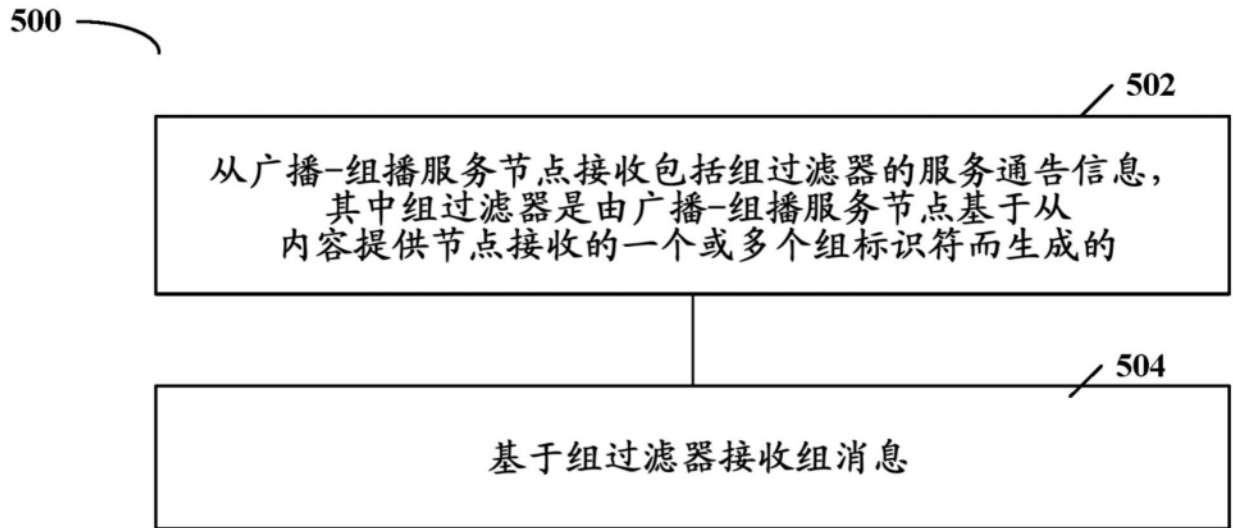 500
502
从广播-组播服务节点接收包括组过滤器的服务通告信息，
其中组过滤器是由广播-组播服务节点基于从
内容提供节点接收的一个或多个组标识符而生成的
504
基于组过滤器接收组消息